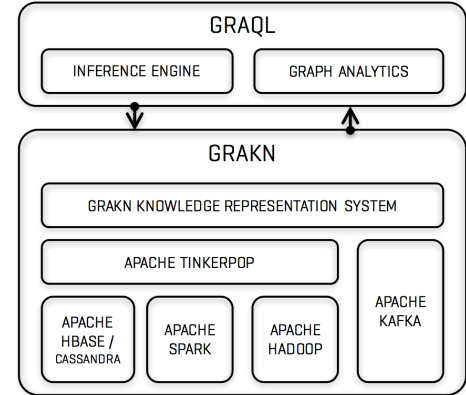 GRAQL
INFERENCE ENGINE
GRAPH ANALYTICS
GRAKN
GRAKN KNOWLEDGE REPRESENTATION SYSTEM
APACHE TINKERPOP
APACHE
HBASE /
CASSANDRA
APACHE
SPARK
APACHE
HADOOP
APACHE
KAFKA